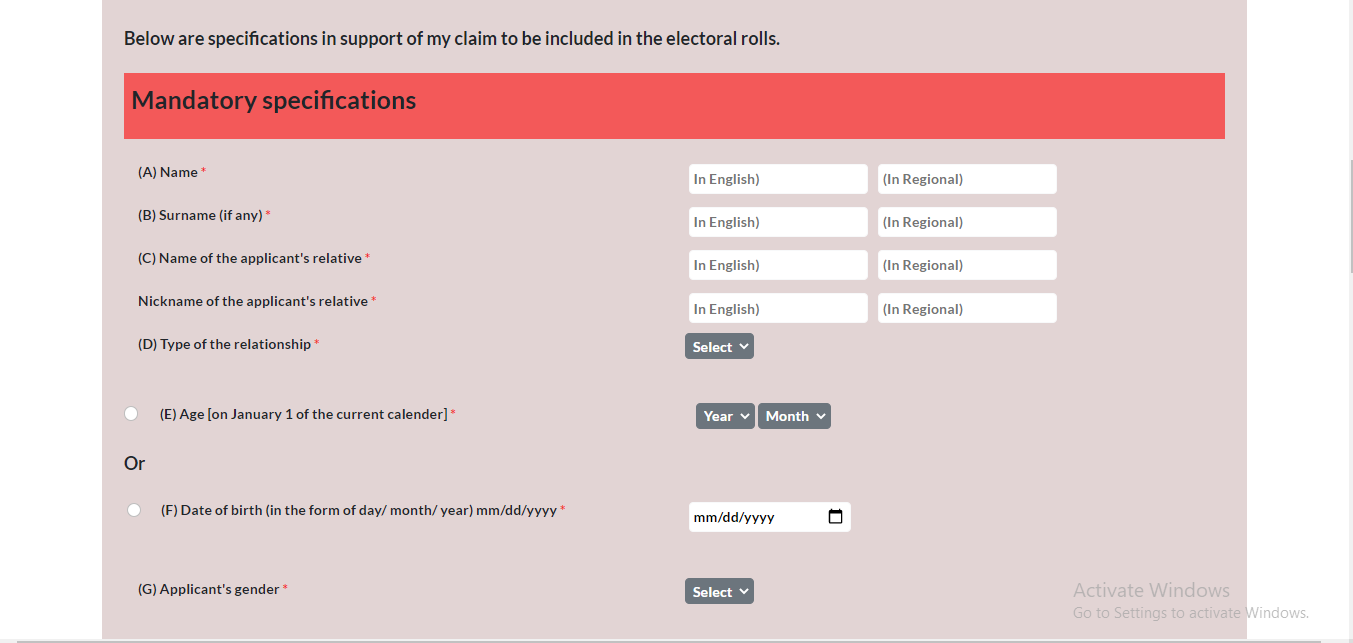 Below are specifications in support of my claim to be included in the electoral rolls.
Mandatory specifications
(A) Name * In English) (In Regional)
(B) Surname (if any) * In English) (In Regional)
(C) Name of the applicant's relative * In English) (In Regional)
Nickname of the applicant's relative * In English) (In Regional)
(D) Type of the relationship * Select
(E) Age [on January 1 of the current calender] * Year Month
Or
(F) Date of birth (in the form of day/ month/ year) mm/dd/yyyy * mm/dd/yyyy
(G) Applicant's gender * Select
Activate Windows
Go to Settings to activate Windows.